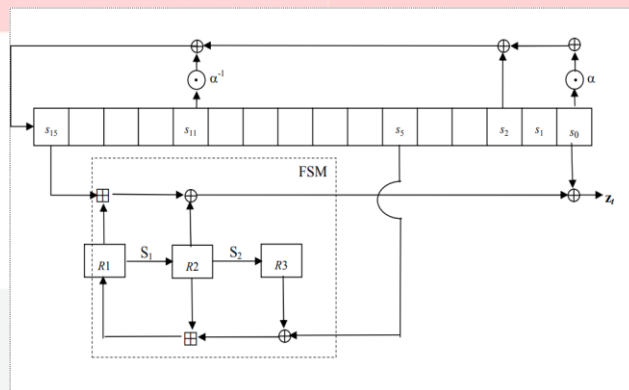 α⁻¹
α
s₁₅ s₁₁ s₅ s₂ s₁ s₀
FSM
zₜ
S₁ S₂
R1 R2 R3